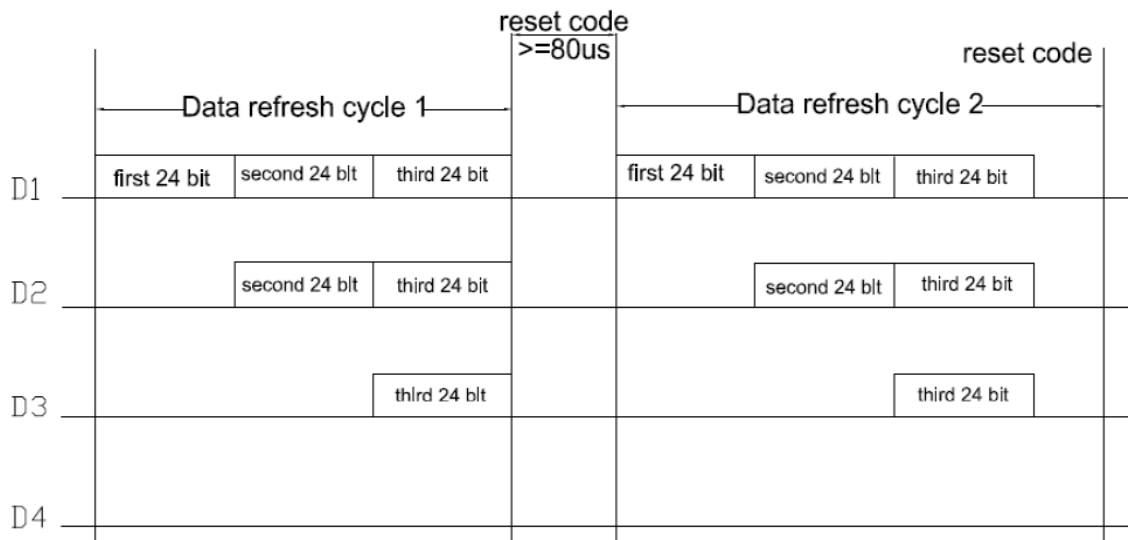 reset code
>=80us
reset code
Data refresh cycle 1
Data refresh cycle 2
D1 first 24 bit second 24 blt third 24 bit first 24 bit second 24 blt third 24 bit
D2 second 24 blt third 24 bit second 24 blt third 24 bit
D3 thlrd 24 blt third 24 bit
D4